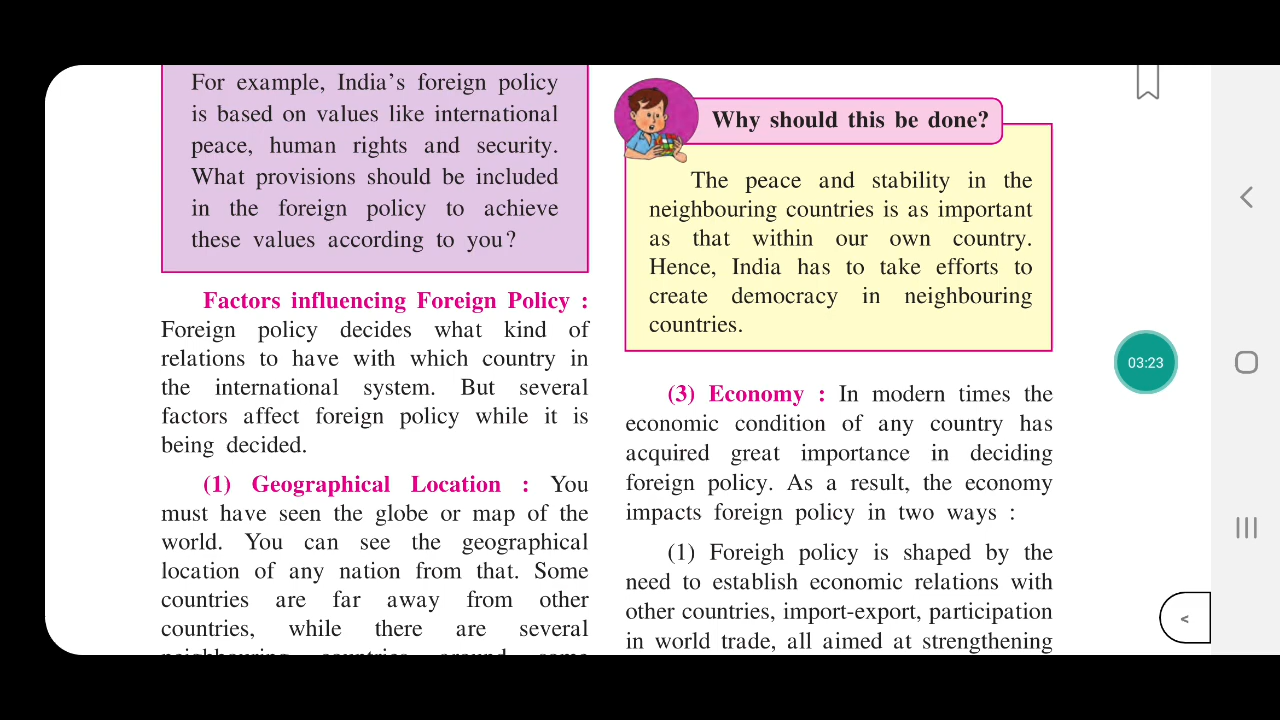 For example, India's foreign policy
is based on values like international
peace, human rights and security.
What provisions should be included
in the foreign policy to achieve
these values according to you?
Factors influencing Foreign Policy :
Foreign policy decides what kind of
relations to have with which country in
the international system. But several
factors affect foreign policy while it is
being decided.
(1) Geographical Location : You
must have seen the globe or map of the
world. You can see the geographical
location of any nation from that. Some
countries are far away from other
countries, while there are several
neighbouring countries around some
Why should this be done?
The peace and stability in the
neighbouring countries is as important
as that within our own country.
Hence, India has to take efforts to
create democracy in neighbouring
countries.
(3) Economy : In modern times the
economic condition of any country has
acquired great importance in deciding
foreign policy. As a result, the economy
impacts foreign policy in two ways :
(1) Foreigh policy is shaped by the
need to establish economic relations with
other countries, import-export, participation
in world trade, all aimed at strengthening
03:23